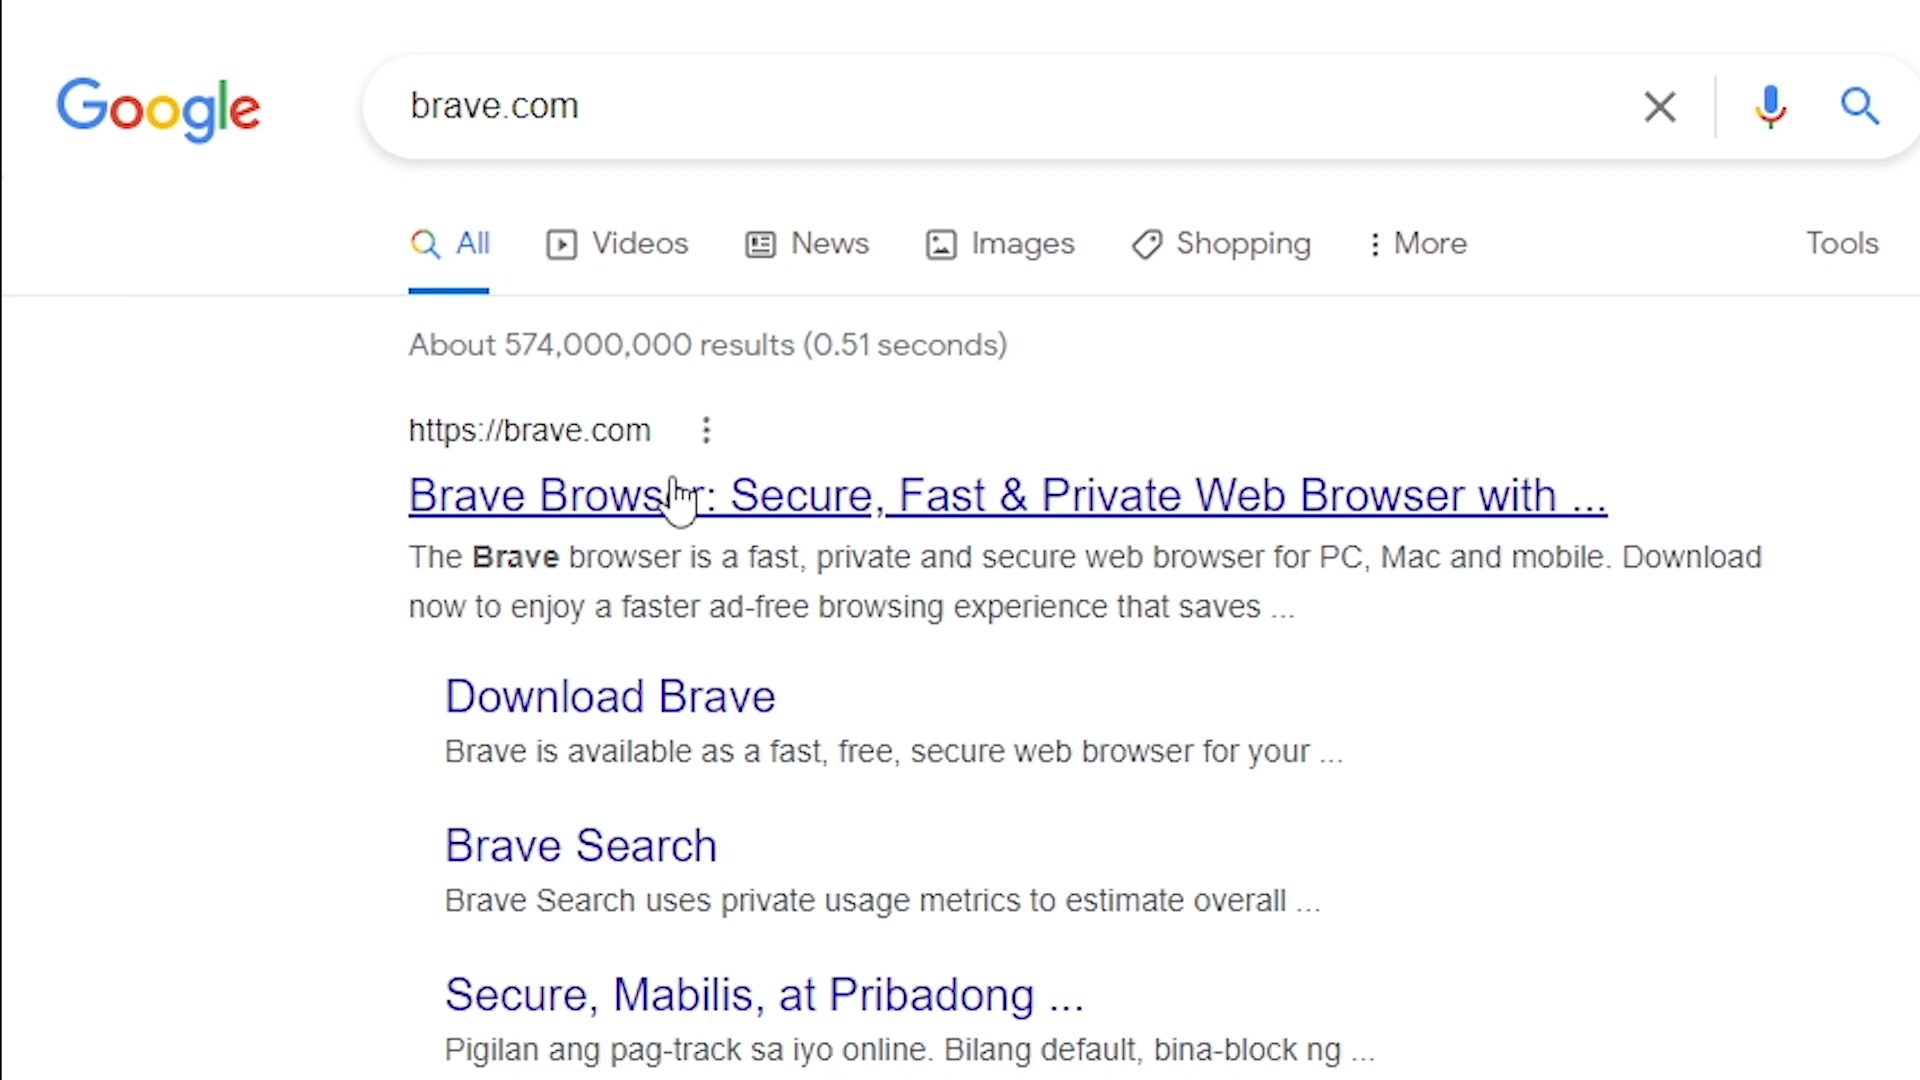 Google
brave.com
All Videos News Images Shopping More Tools
About 574,000,000 results (0.51 seconds)
https://brave.com
Brave Browser: Secure, Fast & Private Web Browser with ...
The Brave browser is a fast, private and secure web browser for PC, Mac and mobile. Download
now to enjoy a faster ad-free browsing experience that saves ...
Download Brave
Brave is available as a fast, free, secure web browser for your ...
Brave Search
Brave Search uses private usage metrics to estimate overall ...
Secure, Mabilis, at Pribadong ...
Pigilan ang pag-track sa iyo online. Bilang default, bina-block ng ...